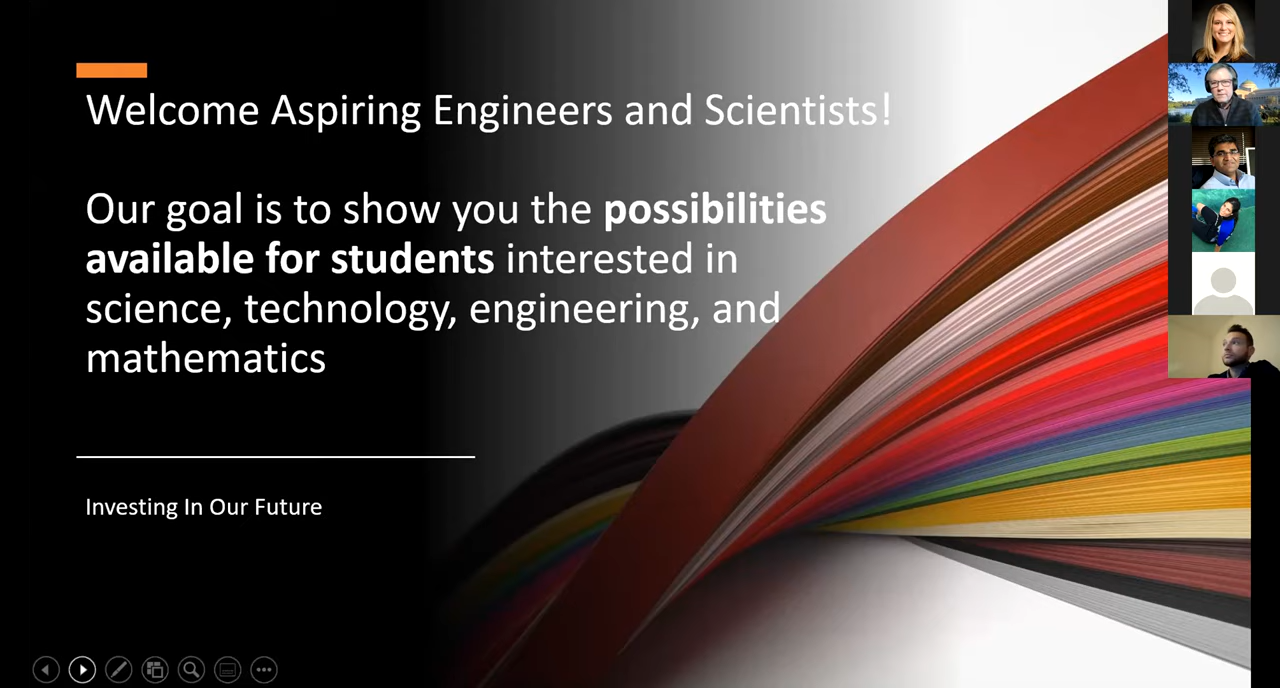 Welcome Aspiring Engineers and Scientists!
Our goal is to show you the possibilities
available for students interested in
science, technology, engineering, and
mathematics
Investing In Our Future